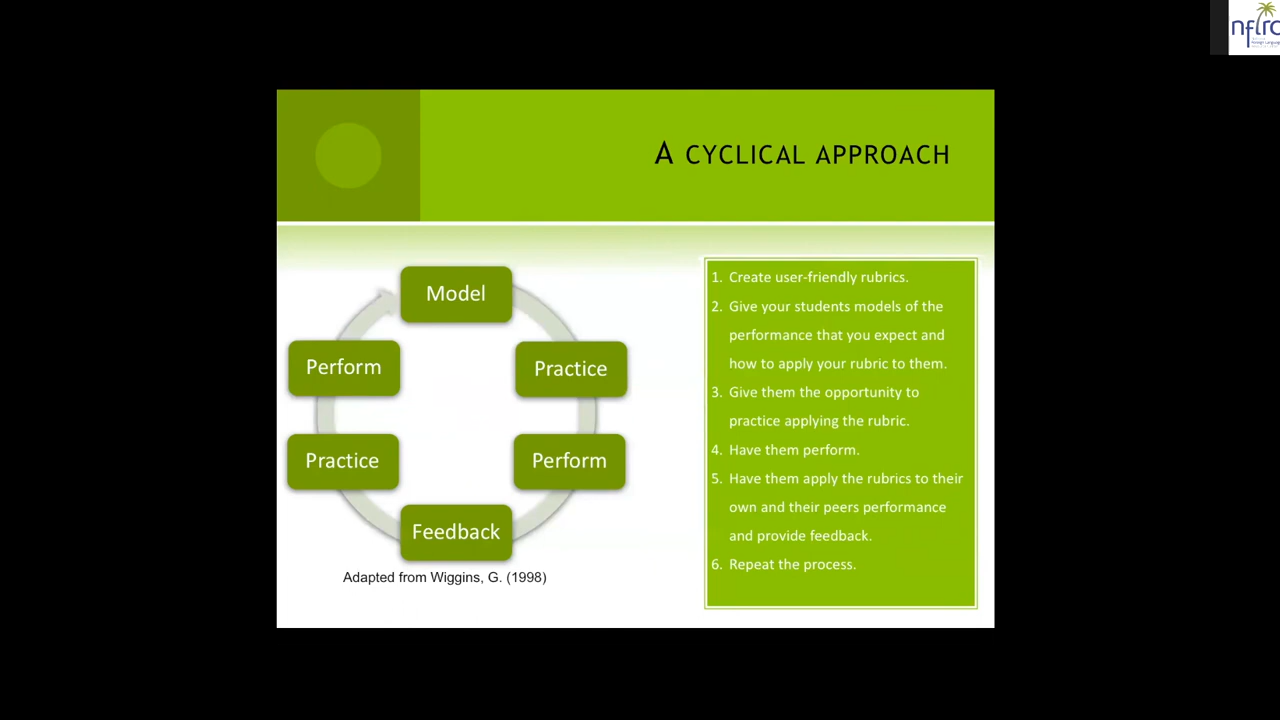 nflrc
A CYCLICAL APPROACH
Model
Practice
Perform
Feedback
Practice
Perform
Adapted from Wiggins, G. (1998)
1. Create user-friendly rubrics.
2. Give your students models of the
performance that you expect and
how to apply your rubric to them.
3. Give them the opportunity to
practice applying the rubric.
4. Have them perform.
5. Have them apply the rubrics to their
own and their peers performance
and provide feedback.
6. Repeat the process.